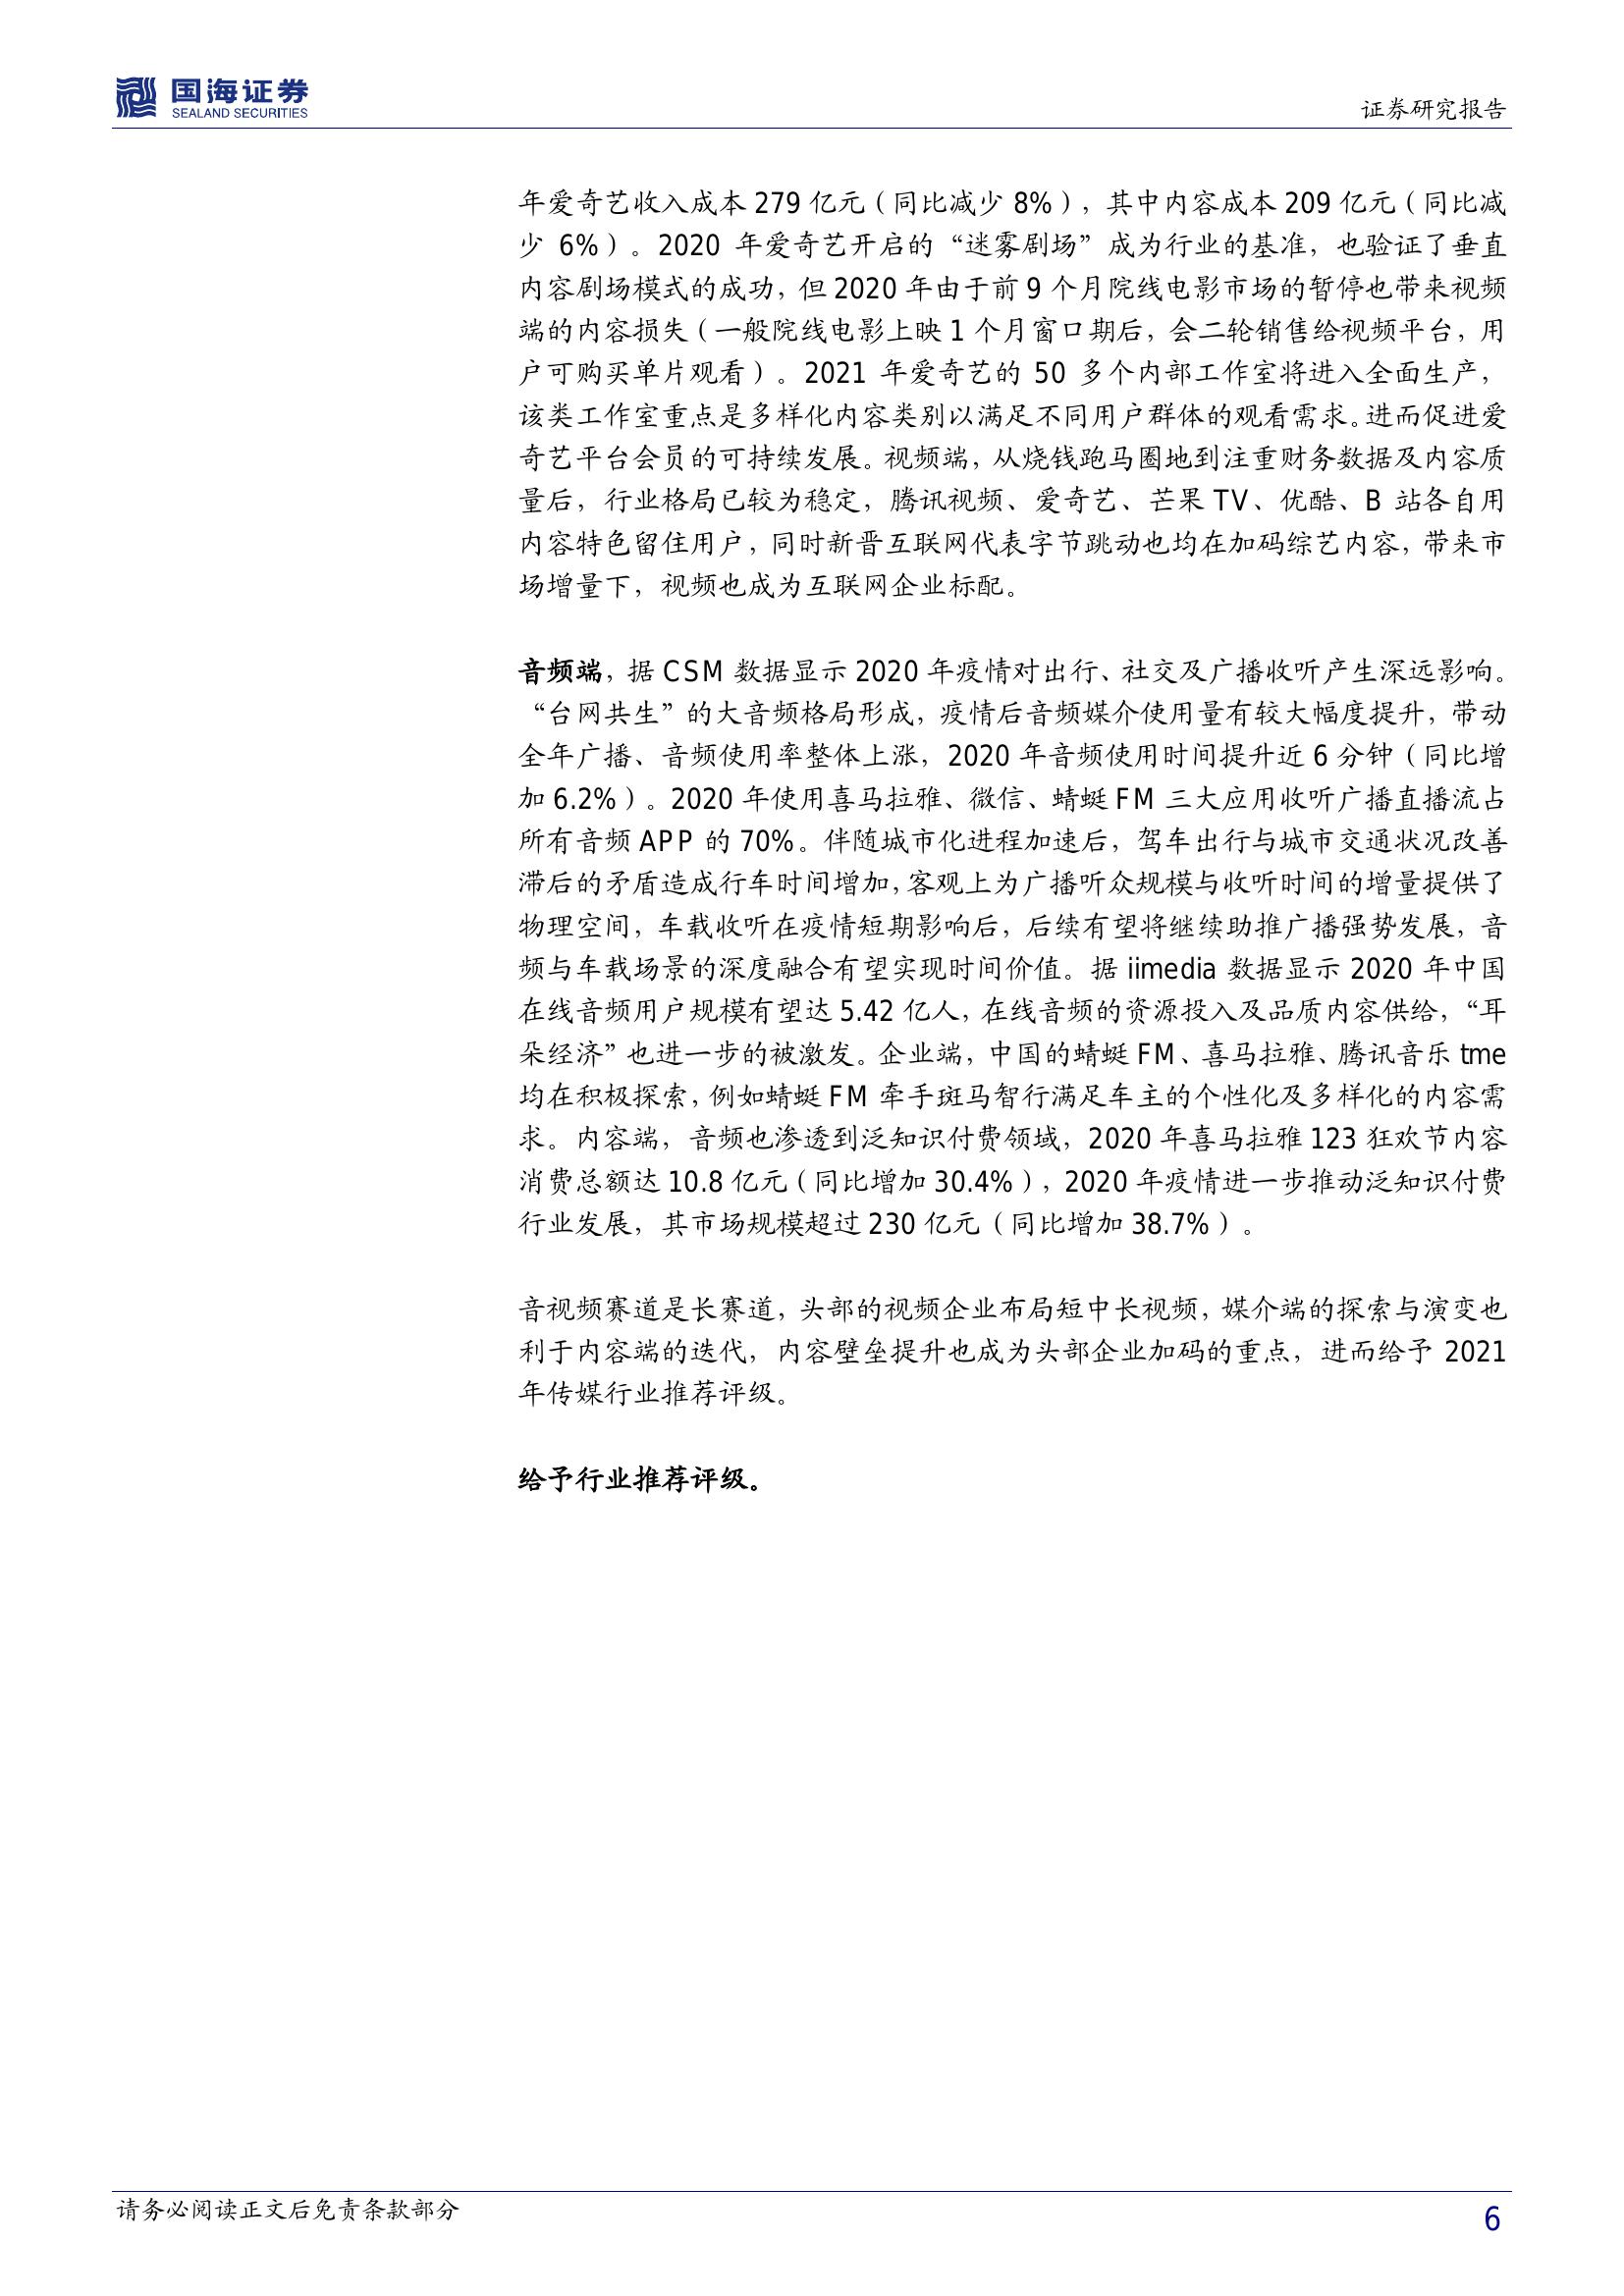 国海证券
SEALAND SECURITIES
证券研究报告
年爱奇艺收入成本 279 亿元（同比减少 8%），其中内容成本 209 亿元（同比减
少 6%）。2020 年爱奇艺开启的“迷雾剧场”成为行业的基准，也验证了垂直
内容剧场模式的成功，但 2020 年由于前 9 个月院线电影市场的暂停也带来视频
端的内容损失（一般院线电影上映 1 个月窗口期后，会二轮销售给视频平台，用
户可购买单片观看）。2021 年爱奇艺的 50 多个内部工作室将进入全面生产，
该类工作室重点是多样化内容类别以满足不同用户群体的观看需求。进而促进爱
奇艺平台会员的可持续发展。视频端，从烧钱跑马圈地到注重财务数据及内容质
量后，行业格局已较为稳定，腾讯视频、爱奇艺、芒果 TV、优酷、B 站各自用
内容特色留住用户，同时新晋互联网代表字节跳动也均在加码综艺内容，带来市
场增量下，视频也成为互联网企业标配。
音频端，据 CSM 数据显示 2020 年疫情对出行、社交及广播收听产生深远影响。
“台网共生”的大音频格局形成，疫情后音频媒介使用量有较大幅度提升，带动
全年广播、音频使用率整体上涨，2020 年音频使用时间提升近 6 分钟（同比增
加 6.2%）。2020 年使用喜马拉雅、微信、蜻蜓 FM 三大应用收听广播直播流占
所有音频 APP 的 70%。伴随城市化进程加速后，驾车出行与城市交通状况改善
滞后的矛盾造成行车时间增加，客观上为广播听众规模与收听时间的增量提供了
物理空间，车载收听在疫情短期影响后，后续有望将继续助推广播强势发展，音
频与车载场景的深度融合有望实现时间价值。据 iimedia 数据显示 2020 年中国
在线音频用户规模有望达 5.42 亿人，在线音频的资源投入及品质内容供给，“耳
朵经济”也进一步的被激发。企业端，中国的蜻蜓 FM、喜马拉雅、腾讯音乐 tme
均在积极探索，例如蜻蜓 FM 牵手斑马智行满足车主的个性化及多样化的内容需
求。内容端，音频也渗透到泛知识付费领域，2020 年喜马拉雅 123 狂欢节内容
消费总额达 10.8 亿元（同比增加 30.4%），2020 年疫情进一步推动泛知识付费
行业发展，其市场规模超过 230 亿元（同比增加 38.7%）。
音视频赛道是长赛道，头部的视频企业布局短中长视频，媒介端的探索与演变也
利于内容端的迭代，内容壁垒提升也成为头部企业加码的重点，进而给予 2021
年传媒行业推荐评级。
给予行业推荐评级。
请务必阅读正文后免责条款部分
6